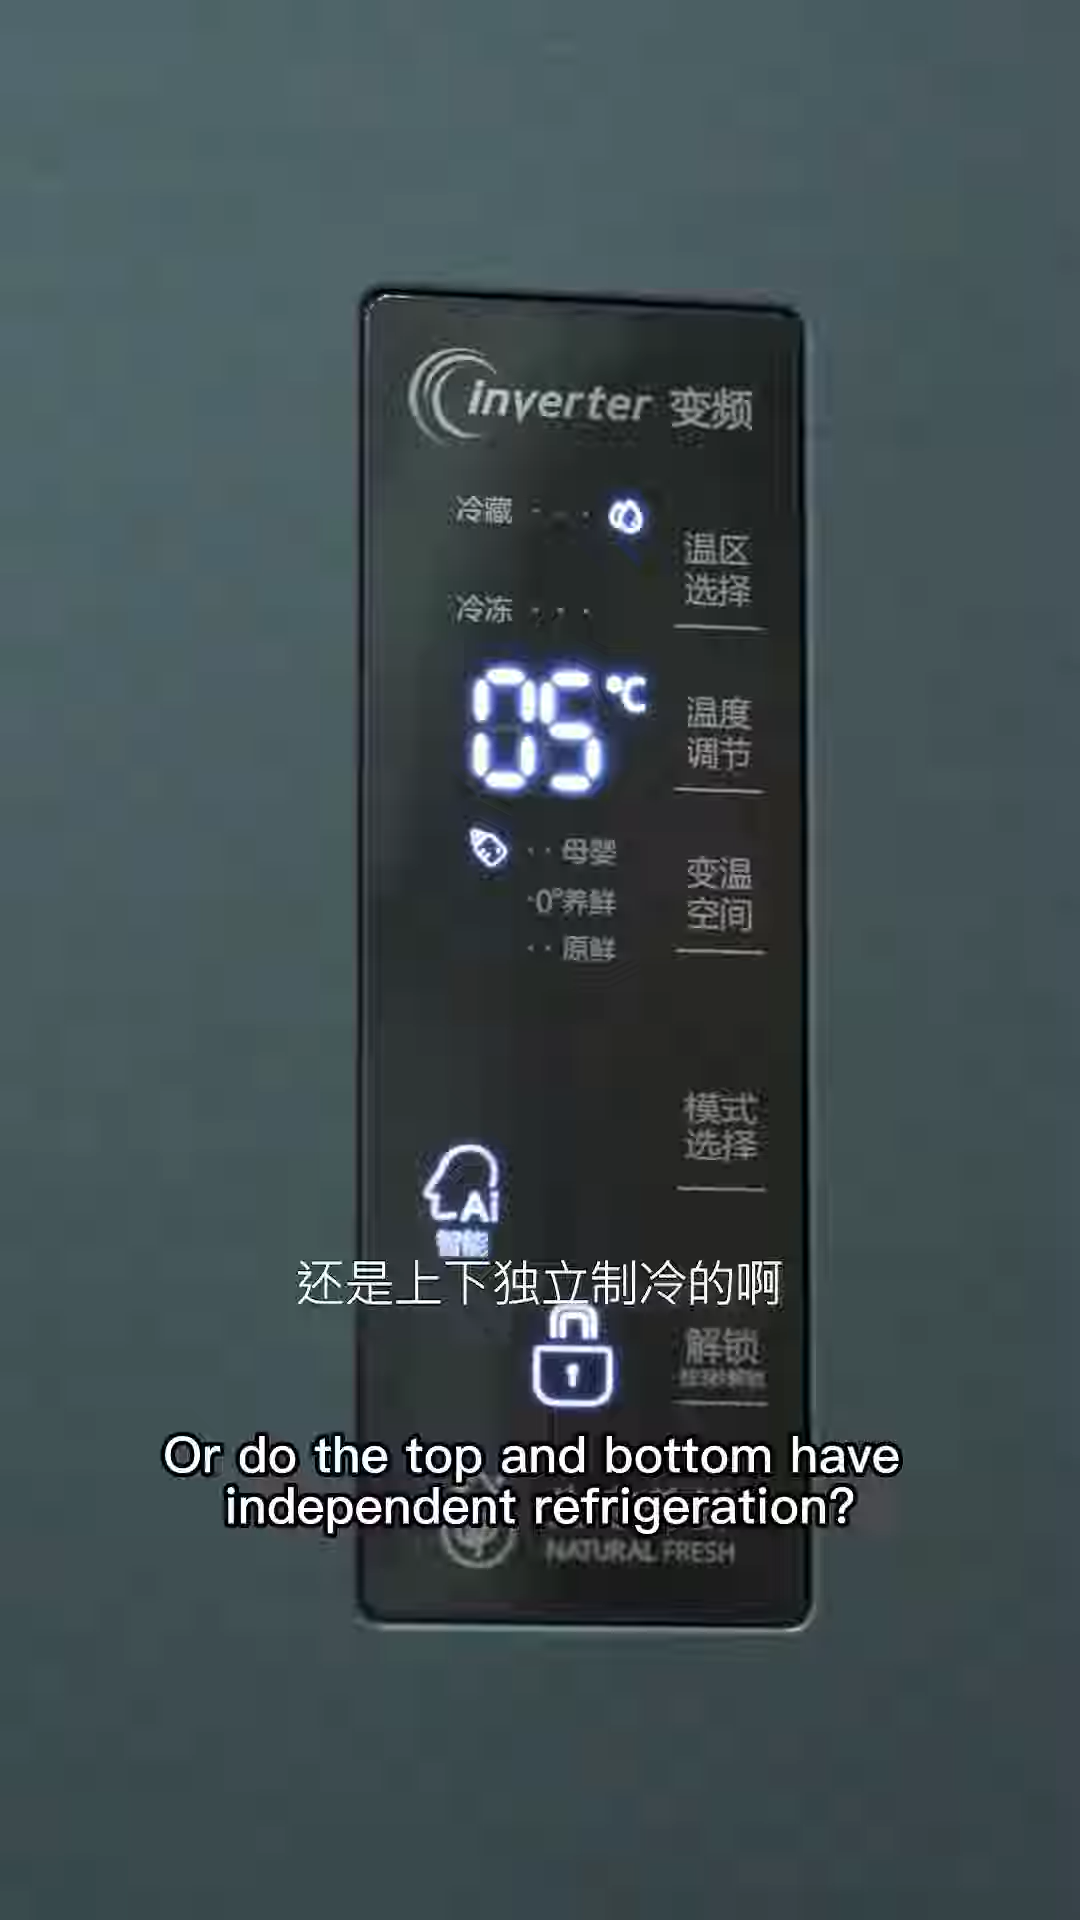 inverter 变频
冷藏
温区
选择
冷冻
05℃
温度
调节
母婴
0°养鲜
原鲜
变温
空间
模式
选择
Ai
智能
还是上下独立制冷的啊
解锁
Or do the top and bottom have
independent refrigeration?
NATURAL FRESH